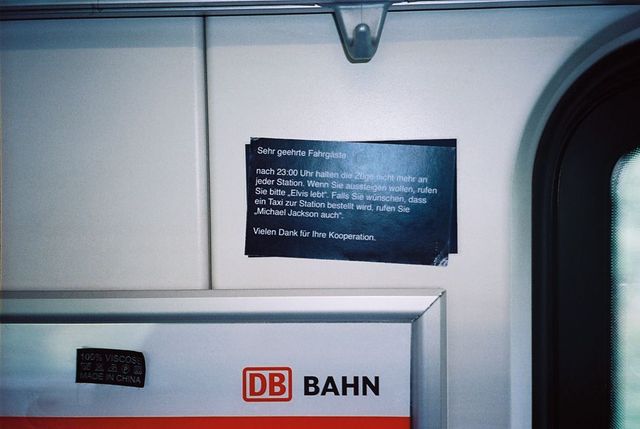 Sehr geehrte Fahrgäste
nach 23:00 Uhr halten die Züge nicht mehr an
jeder Station. Wenn Sie aussteigen wollen, rufen
Sie bitte „Elvis lebt". Falls Sie wünschen, dass
ein Taxi zur Station bestellt wird, rufen Sie
„Michael Jackson auch".
Vielen Dank für Ihre Kooperation.
100% VISCOSE
MADE IN CHINA
DB BAHN